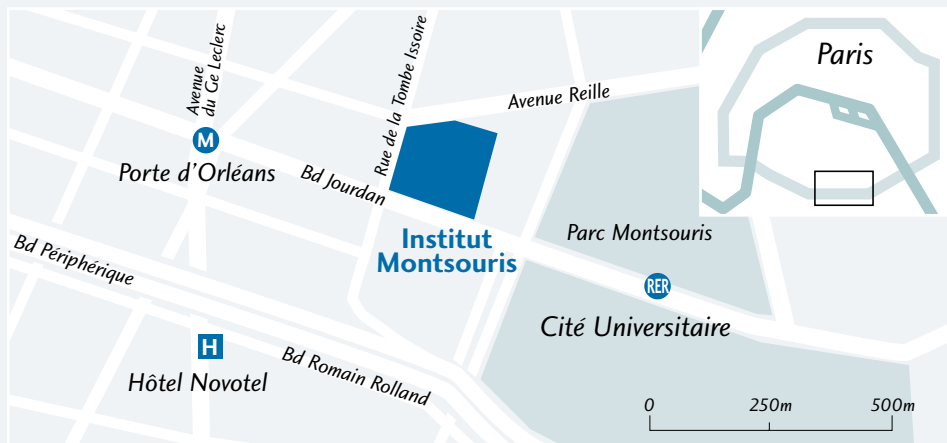 Avenue
du Ge Leclerc
Rue de la Tombe Issoire
Avenue Reille
Paris
M
Porte d'Orléans
Bd Jourdan
Institut
Montsouris
Parc Montsouris
RER
Cité Universitaire
Bd Périphérique
H
Hôtel Novotel
Bd Romain Rolland
0 250m 500m